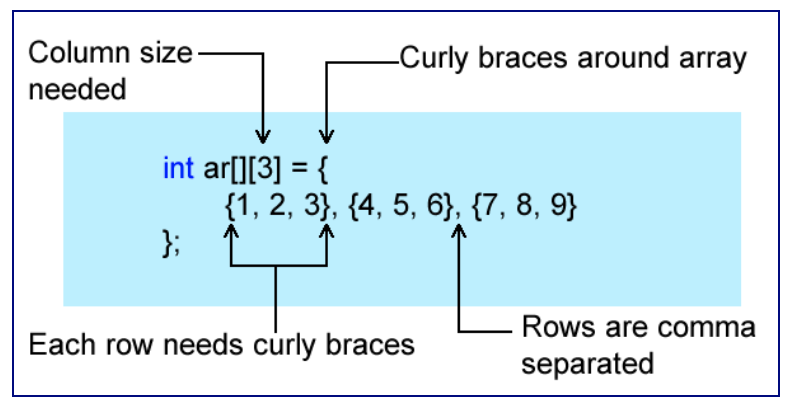 Column size
needed
Curly braces around array
int ar[][3] = {
{1, 2, 3}, {4, 5, 6}, {7, 8, 9}
};
Each row needs curly braces
Rows are comma
separated